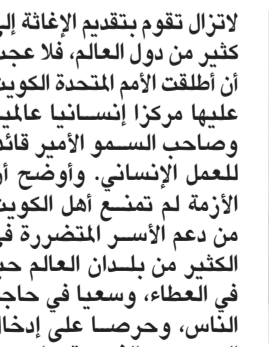 لاتزال تقوم بتقديم الإغاثة إلى
كثير من دول العالم، فلا عجب
أن أطلقت الأمم المتحدة الكويت
عليها مركزا إنسانيا عالميا
وصاحب السمو الأمير قائد
للعمل الإنساني. وأوضح أن
الأزمة لم تمنع أهل الكويت
من دعم الأسر المتضررة في
الكثير من بلدان العالم حبا
في العطاء، وسعيا في حاجة
الناس، وحرصا على إدخال